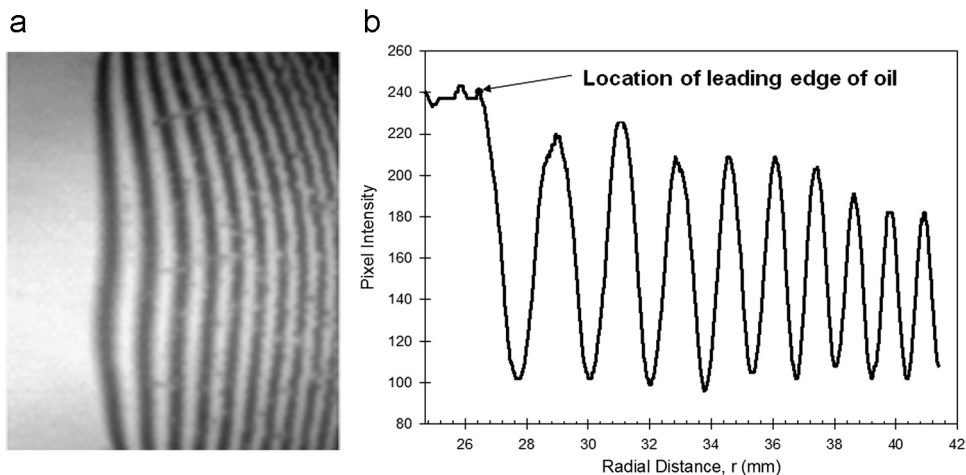 a
b
260
240
220
200
180
160
140
120
100
80
Pixel Intensity
Location of leading edge of oil
26 28 30 32 34 36 38 40 42
Radial Distance, r (mm)